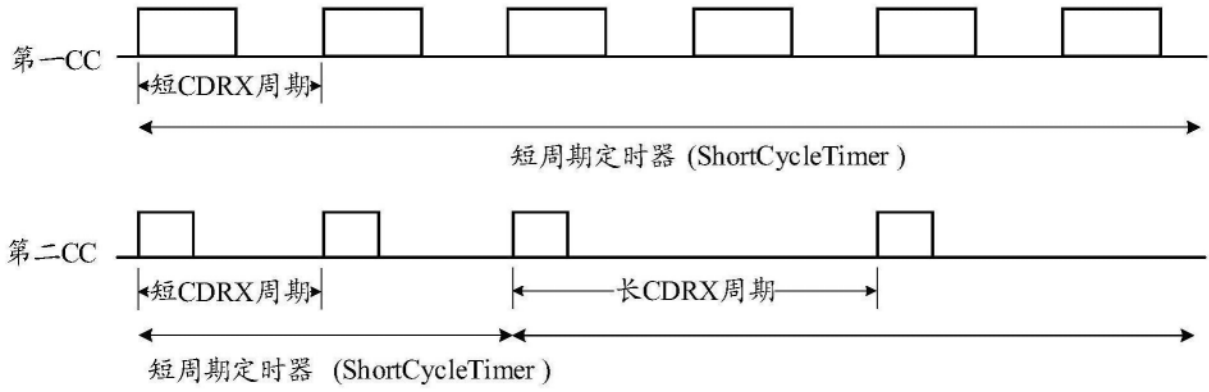 第一CC
短CDRX周期
短周期定时器 (ShortCycleTimer )
第二CC
短CDRX周期
长CDRX周期
短周期定时器 (ShortCycleTimer )